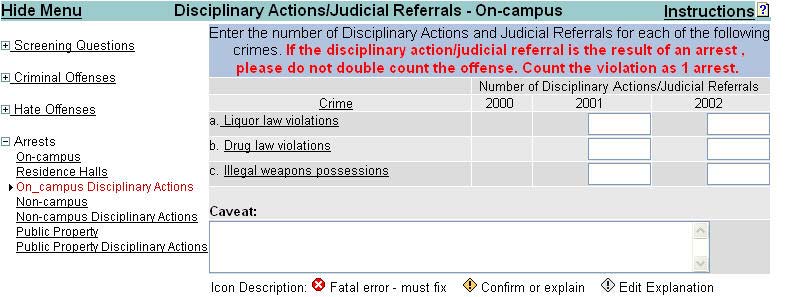 Hide Menu
Disciplinary Actions/Judicial Referrals - On-campus
Instructions ?
Screening Questions
Criminal Offenses
Hate Offenses
Arrests
On-campus
Residence Halls
On_campus Disciplinary Actions
Non-campus
Non-campus Disciplinary Actions
Public Property
Public Property Disciplinary Actions
Enter the number of Disciplinary Actions and Judicial Referrals for each of the following
crimes. If the disciplinary action/judicial referral is the result of an arrest ,
please do not double count the offense. Count the violation as 1 arrest.
Number of Disciplinary Actions/Judicial Referrals
Crime 2000 2001 2002
a. Liquor law violations
b. Drug law violations
c. Illegal weapons possessions
Caveat:
Icon Description: Fatal error - must fix Confirm or explain Edit Explanation